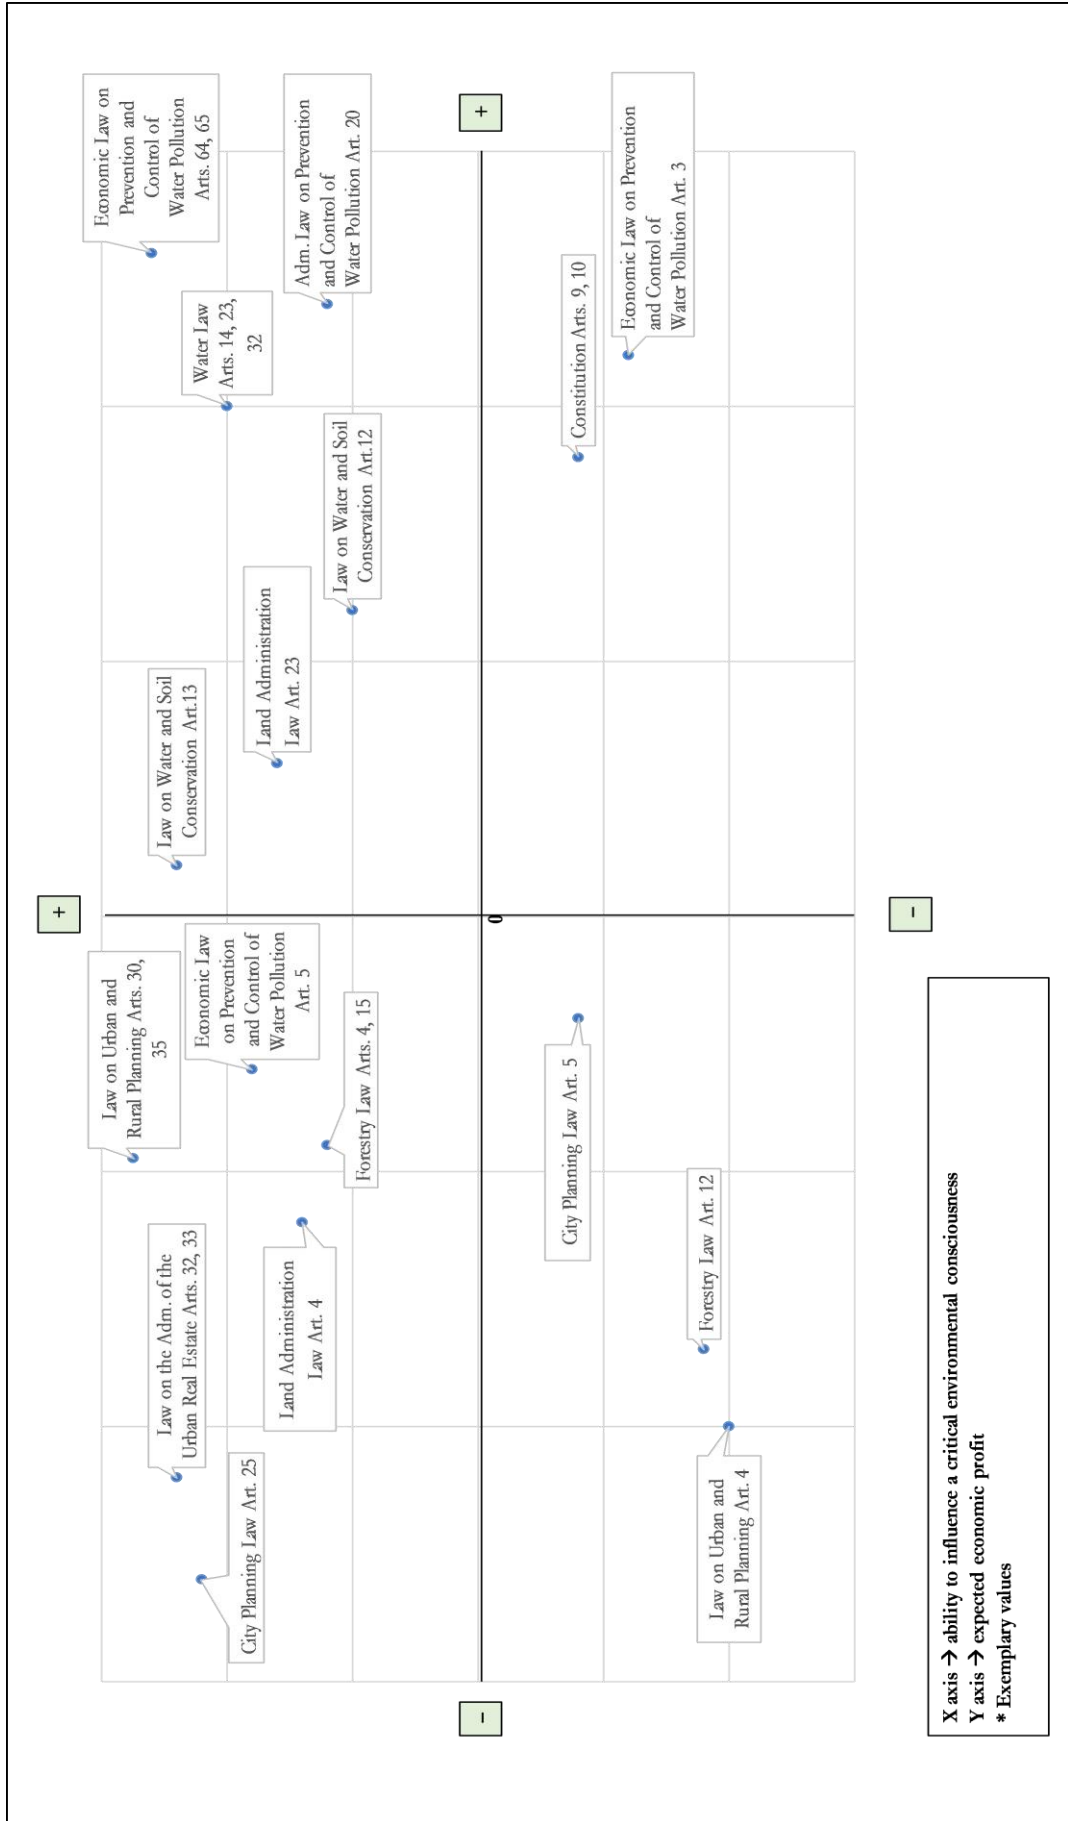 +
Law on Urban and
Rural Planning Arts. 30,
35
Economic Law on
Prevention and
Control of
Water Pollution
Arts. 64, 65
Law on the Adm. of the
Urban Real Estate Arts. 32, 33
Law on Water and Soil
Conservation Art.13
Economic Law
on Prevention
and Control of
Water Pollution
Art. 5
Water Law
Arts. 14, 23,
32
City Planning Law Art. 25
Land Administration
Law Art. 4
Land Administration
Law Art. 23
Adm. Law on Prevention
and Control of
Water Pollution Art. 20
Forestry Law Arts. 4, 15
Law on Water and Soil
Conservation Art.12
-
0
+
City Planning Law Art. 5
Constitution Arts. 9, 10
Economic Law on Prevention
and Control of
Water Pollution Art. 3
Forestry Law Art. 12
Law on Urban and
Rural Planning Art. 4
-
X axis → ability to influence a critical environmental consciousness
Y axis → expected economic profit
* Exemplary values